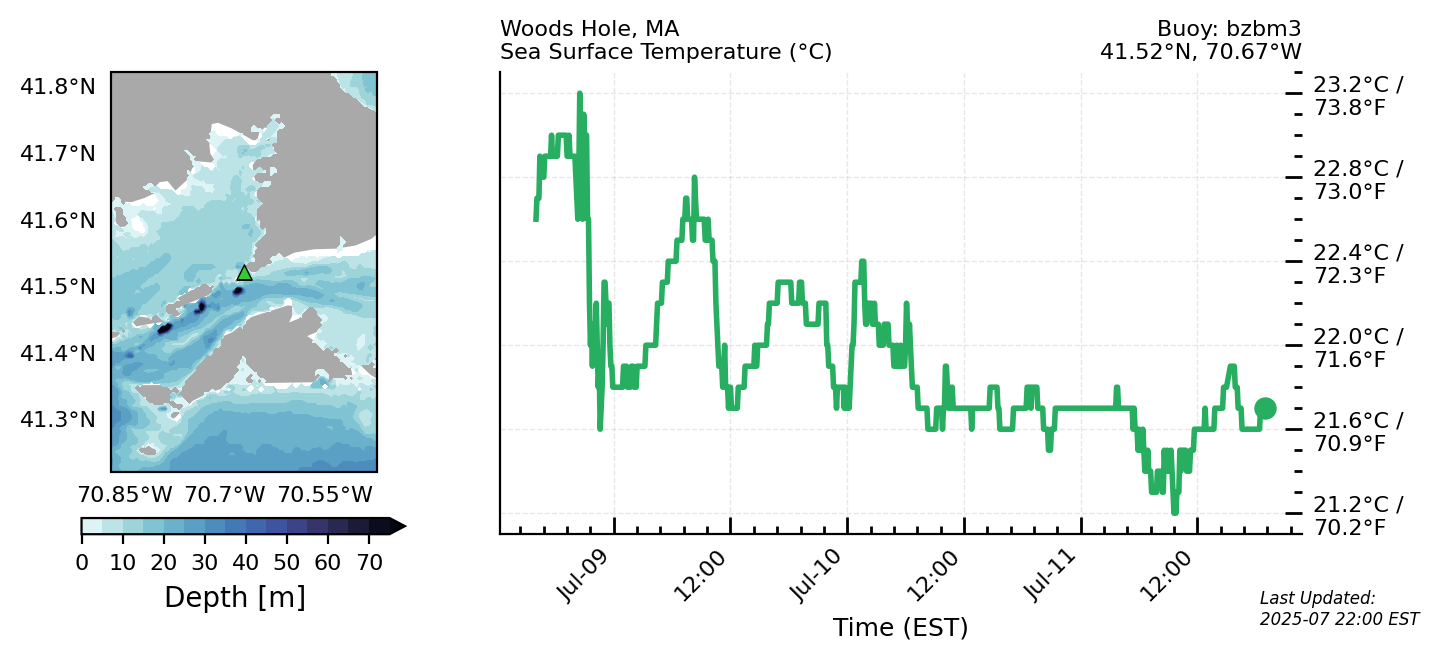 Woods Hole, MA
Sea Surface Temperature (°C)
Buoy: bzbm3
41.52°N, 70.67°W
41.8°N
41.7°N
41.6°N
41.5°N
41.4°N
41.3°N
70.85°W 70.7°W 70.55°W
0 10 20 30 40 50 60 70
Depth [m]
23.2°C /
73.8°F
22.8°C /
73.0°F
22.4°C /
72.3°F
22.0°C /
71.6°F
21.6°C /
70.9°F
21.2°C /
70.2°F
Jul-09 12:00 Jul-10 12:00 Jul-11 12:00
Time (EST)
Last Updated:
2025-07 22:00 EST